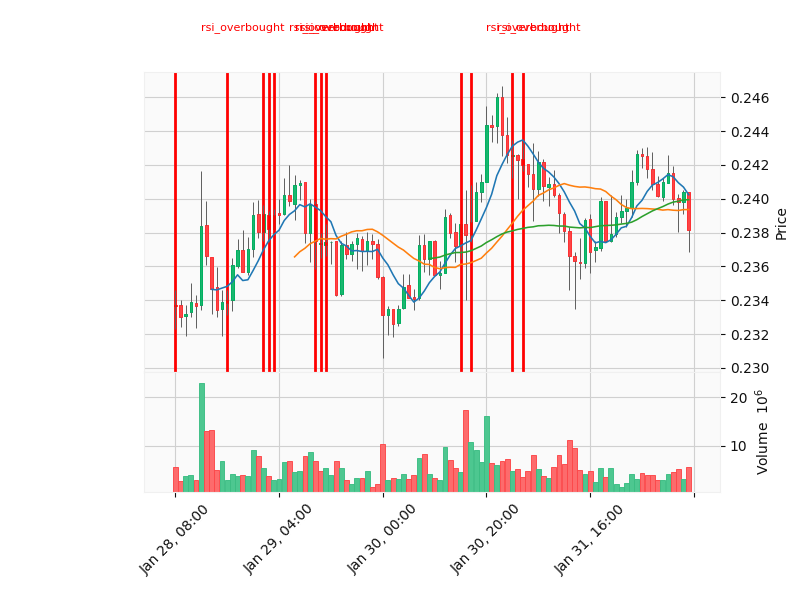 rsi_overbought
rsi_overbought
0.246
0.244
0.242
0.240
0.238
0.236
0.234
0.232
0.230
Price
20
10
Volume 10^6
Jan 28, 08:00
Jan 29, 04:00
Jan 30, 00:00
Jan 30, 20:00
Jan 31, 16:00